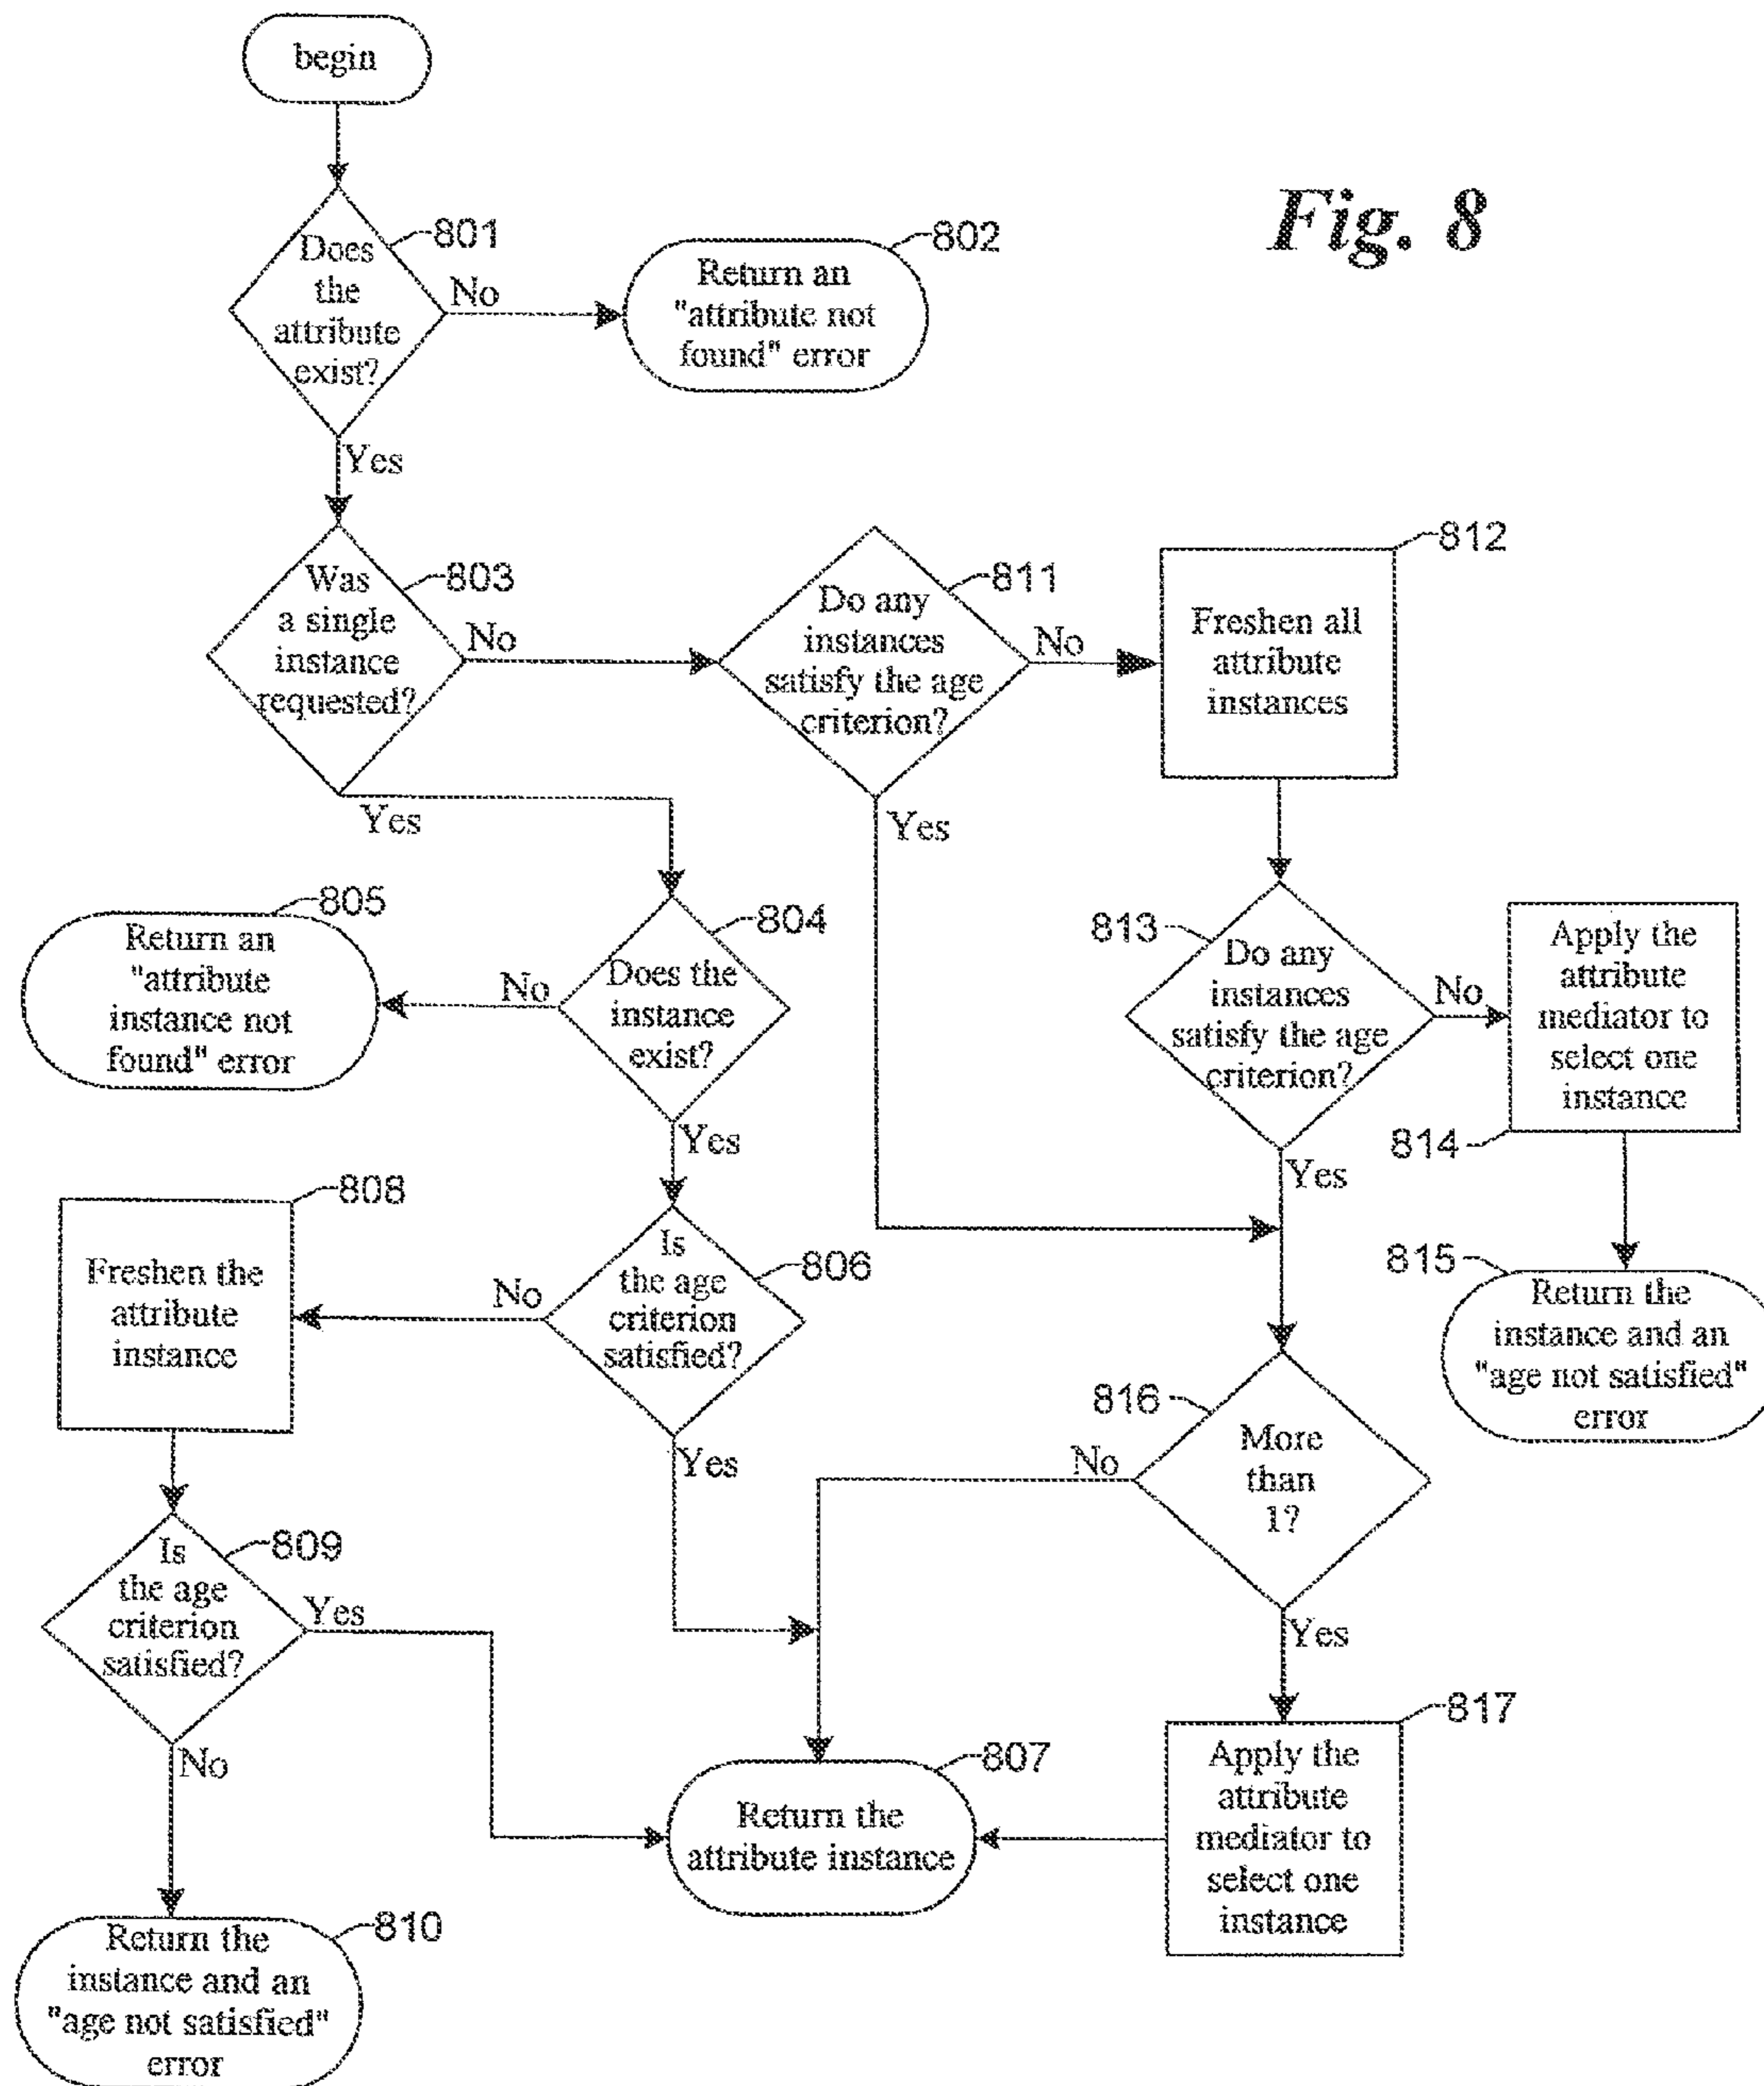 begin
Fig. 8
801
Does
the
attribute
exist?
No
802
Return an
"attribute not
found" error
Yes
803
Was
a single
instance
requested?
No
811
Do any
instances
satisfy the age
criterion?
No
812
Freshen all
attribute
instances
Yes
Yes
805
Return an
"attribute
instance not
found" error
804
Does the
instance
exist?
No
Yes
813
Do any
instances
satisfy the age
criterion?
No
Apply the
attribute
mediator to
select one
instance
814
Yes
808
Freshen the
attribute
instance
806
Is
the age
criterion
satisfied?
No
Yes
815
Return the
instance and an
"age not satisfied"
error
816
More
than
1?
No
Yes
809
Is
the age
criterion
satisfied?
Yes
No
807
Return the
attribute instance
817
Apply the
attribute
mediator to
select one
instance
810
Return the
instance and an
"age not satisfied"
error